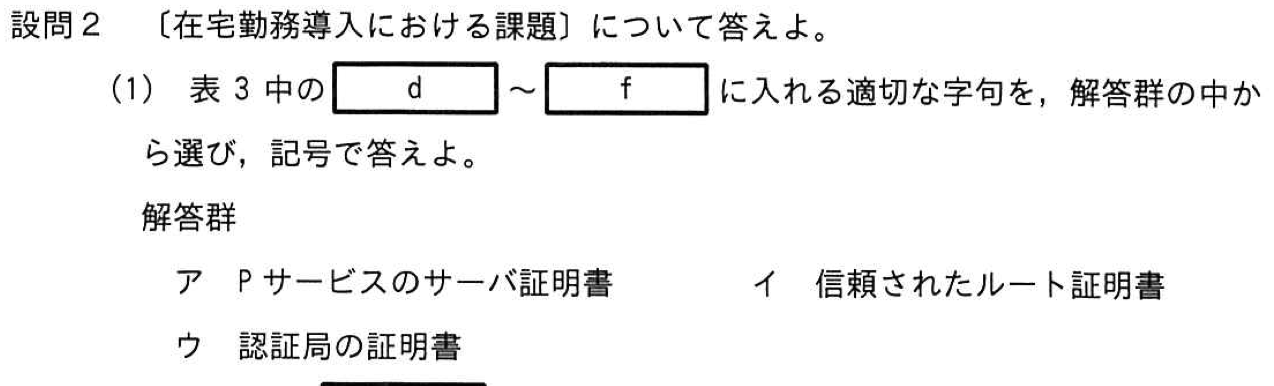 設問2 〔在宅勤務導入における課題〕について答えよ。
(1) 表3中の d ～ f に入れる適切な字句を，解答群の中か
ら選び，記号で答えよ。
解答群
ア Pサービスのサーバ証明書 イ 信頼されたルート証明書
ウ 認証局の証明書